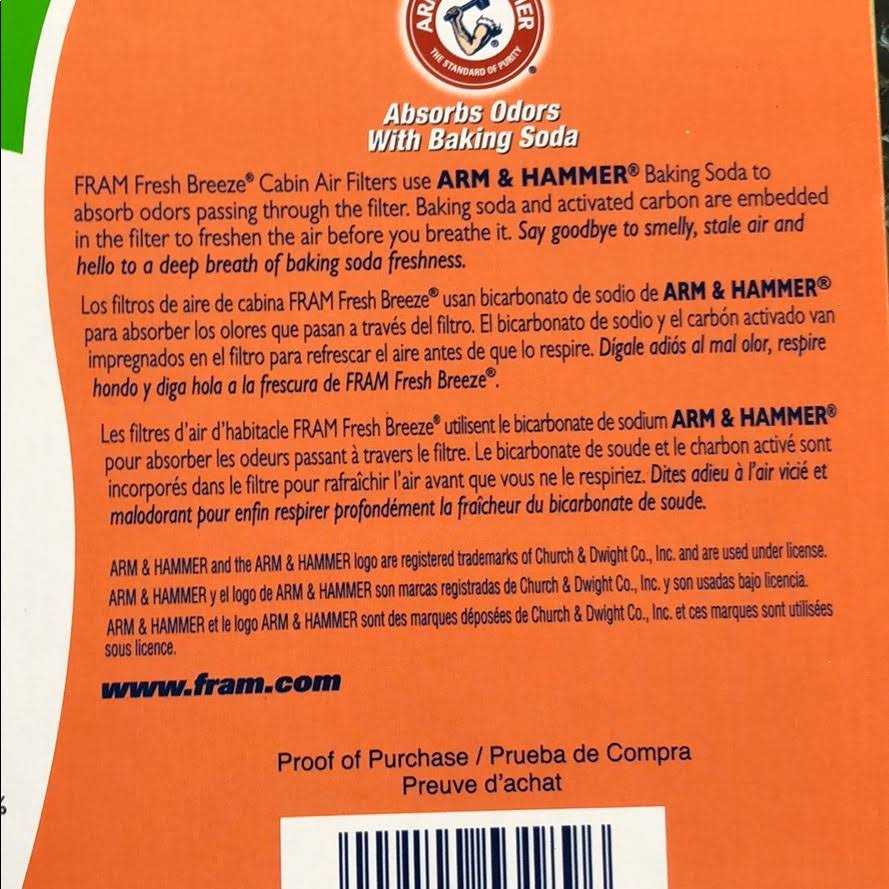 THE STANDARD OF PURITY
Absorbs Odors
With Baking Soda
FRAM Fresh Breeze® Cabin Air Filters use ARM & HAMMER® Baking Soda to
absorb odors passing through the filter. Baking soda and activated carbon are embedded
in the filter to freshen the air before you breathe it. Say goodbye to smelly, stale air and
hello to a deep breath of baking soda freshness.
Los filtros de aire de cabina FRAM Fresh Breeze® usan bicarbonato de sodio de ARM & HAMMER®
para absorber los olores que pasan a través del filtro. El bicarbonato de sodio y el carbón activado van
impregnados en el filtro para refrescar el aire antes de que lo respire. Dígale adiós al mal olor, respire
hondo y diga hola a la frescura de FRAM Fresh Breeze®.
Les filtres d'air d'habitacle FRAM Fresh Breeze® utilisent le bicarbonate de sodium ARM & HAMMER®
pour absorber les odeurs passant à travers le filtre. Le bicarbonate de soude et le charbon activé sont
incorporés dans le filtre pour rafraîchir l'air avant que vous ne le respiriez. Dites adieu à l'air vicié et
malodorant pour enfin respirer profondément la fraîcheur du bicarbonate de soude.
ARM & HAMMER and the ARM & HAMMER logo are registered trademarks of Church & Dwight Co., Inc. and are used under license.
ARM & HAMMER y el logo de ARM & HAMMER son marcas registradas de Church & Dwight Co., Inc. y son usadas bajo licencia.
ARM & HAMMER et le logo ARM & HAMMER sont des marques déposées de Church & Dwight Co., Inc. et ces marques sont utilisées
sous licence.
www.fram.com
Proof of Purchase / Prueba de Compra
Preuve d'achat